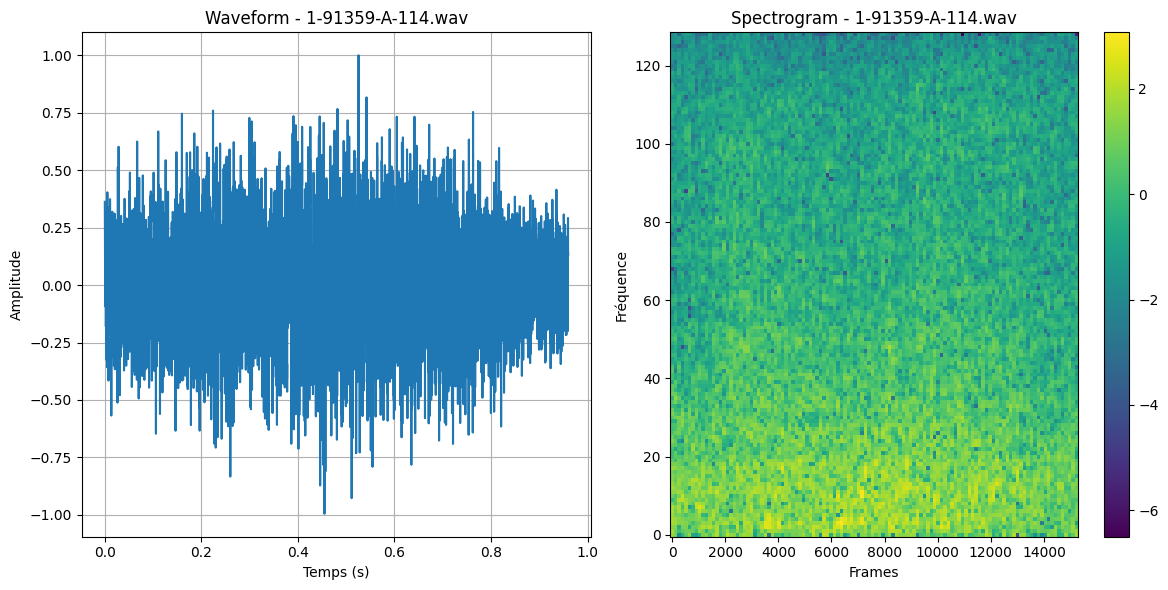 Waveform - 1-91359-A-114.wav
1.00
0.75
0.50
0.25
0.00
−0.25
−0.50
−0.75
−1.00
Amplitude
0.0 0.2 0.4 0.6 0.8 1.0
Temps (s)
Spectrogram - 1-91359-A-114.wav
120
100
80
60
40
20
0
Fréquence
0 2000 4000 6000 8000 10000 12000 14000
Frames
2
0
−2
−4
−6